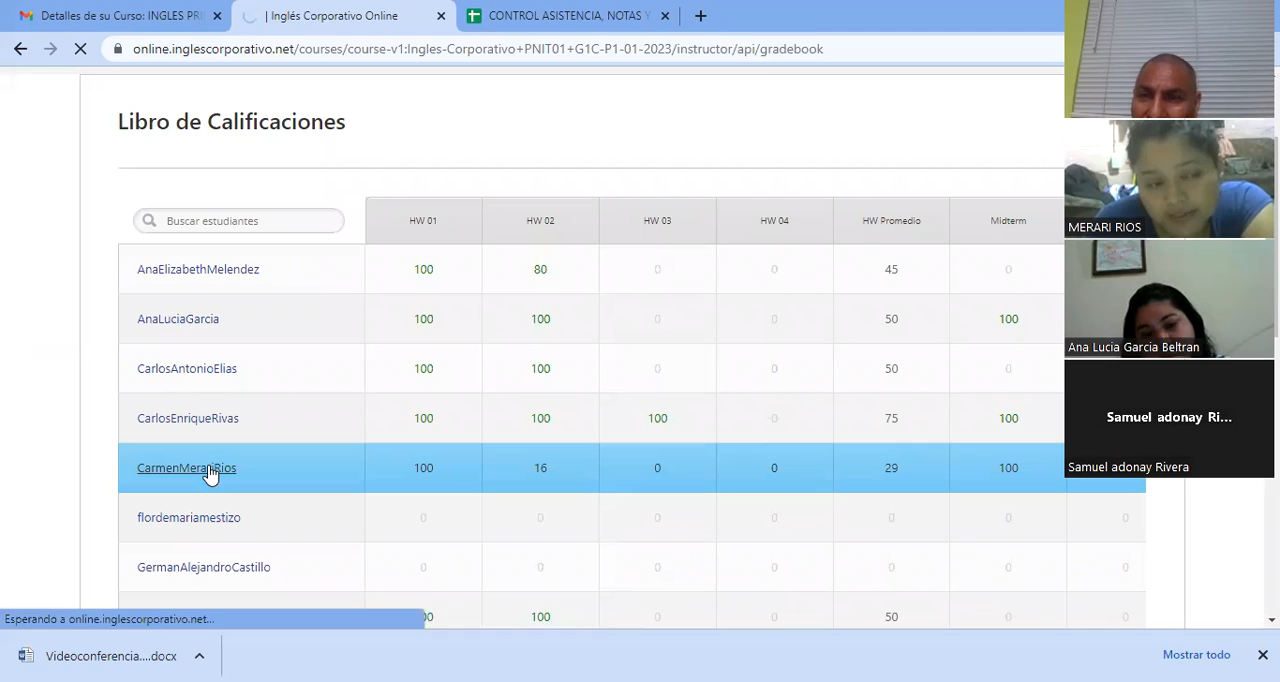 Detalles de su Curso: INGLES PRI
Inglés Corporativo Online
CONTROL ASISTENCIA, NOTAS Y
online.inglescorporativo.net/courses/course-v1:Ingles-Corporativo+PNIT01+G1C-P1-01-2023/instructor/api/gradebook
Libro de Calificaciones
Buscar estudiantes HW 01 HW 02 HW 03 HW 04 HW Promedio Midterm
AnaElizabethMelendez 100 80 0 0 45 0
AnaLuciaGarcia 100 100 0 0 50 100
CarlosAntonioElias 100 100 0 0 50 0
CarlosEnriqueRivas 100 100 100 0 75 100
CarmenMerariRios 100 16 0 0 29 100
flordemariamestizo 0 0 0 0 0 0 0
GermanAlejandroCastillo 0 0 0 0 0 0 0
00 100 0 0 50 0 0
Esperando a online.inglescorporativo.net...
Videoconferencia....docx
Mostrar todo
MERARI RIOS
Ana Lucia Garcia Beltran
Samuel adonay Ri...
Samuel adonay Rivera